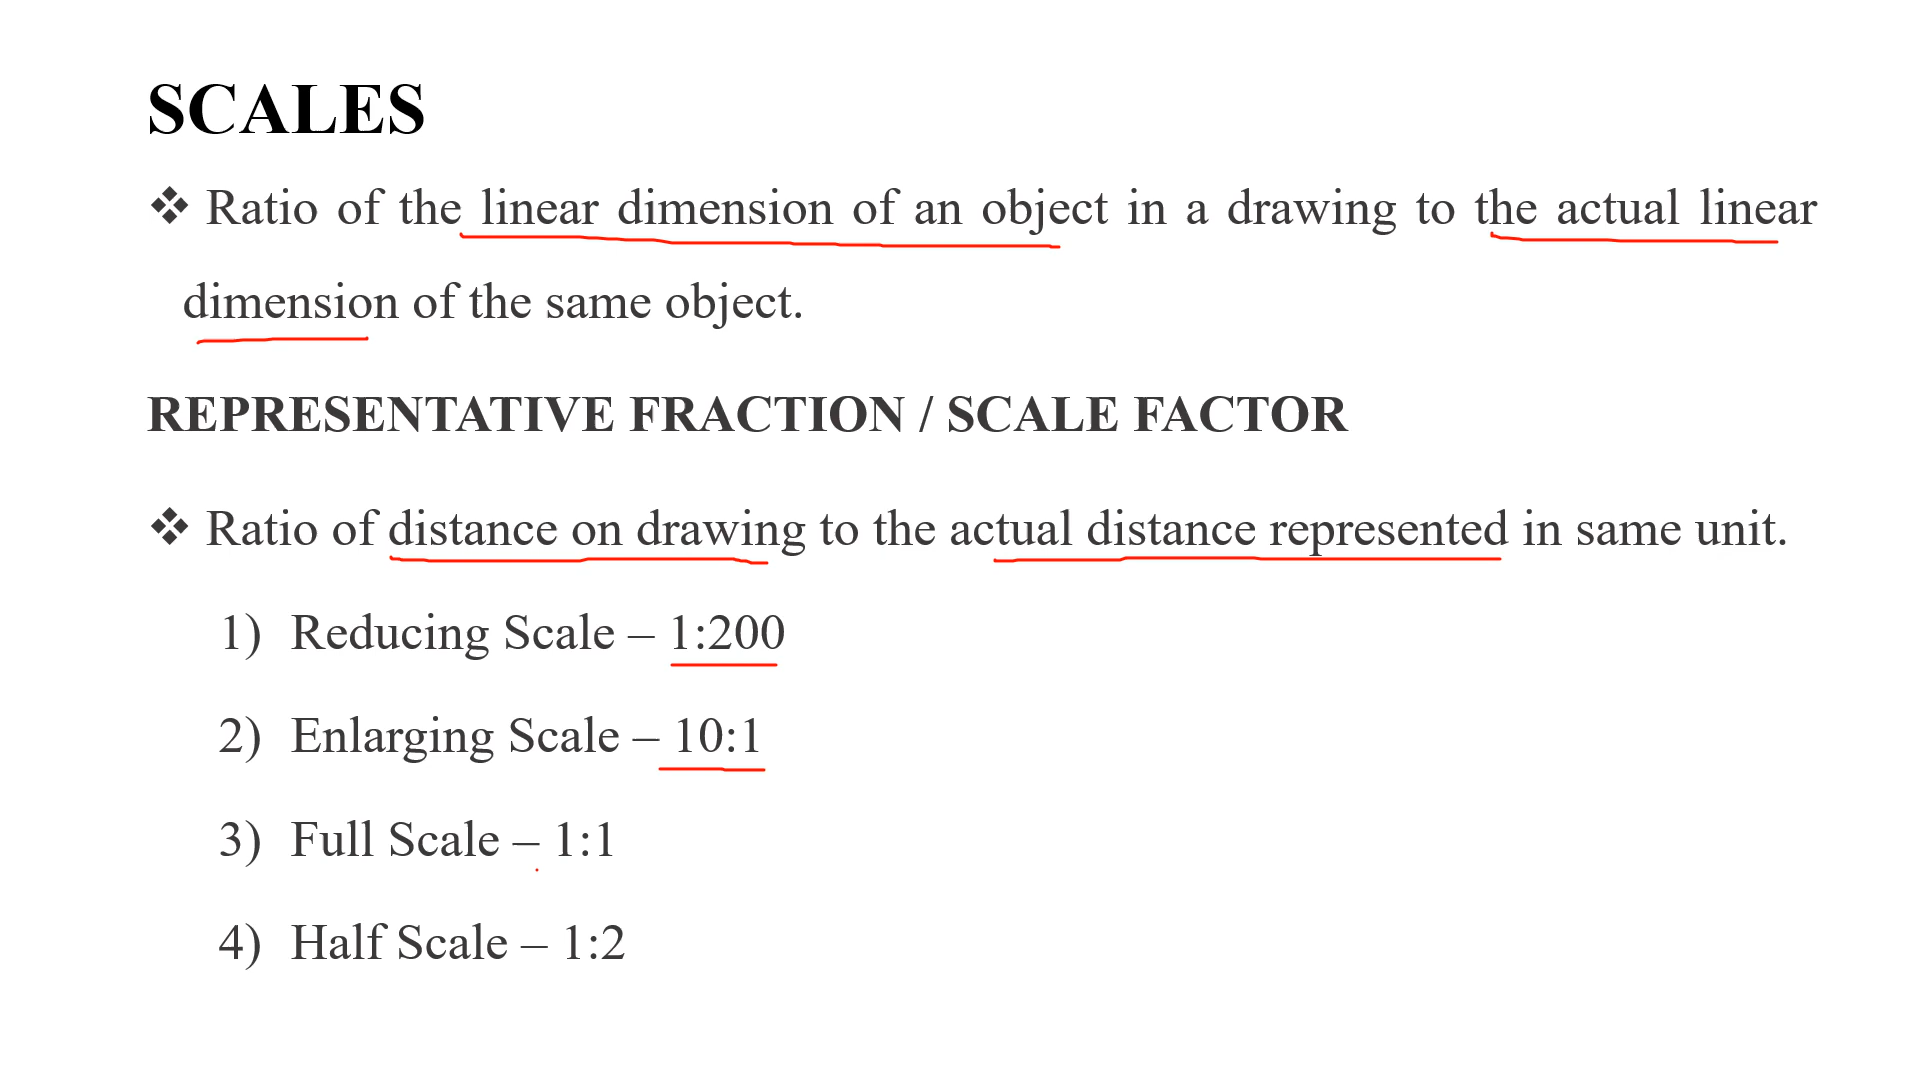 SCALES
❖ Ratio of the linear dimension of an object in a drawing to the actual linear
dimension of the same object.
REPRESENTATIVE FRACTION / SCALE FACTOR
❖ Ratio of distance on drawing to the actual distance represented in same unit.
1) Reducing Scale – 1:200
2) Enlarging Scale – 10:1
3) Full Scale – 1:1
4) Half Scale – 1:2